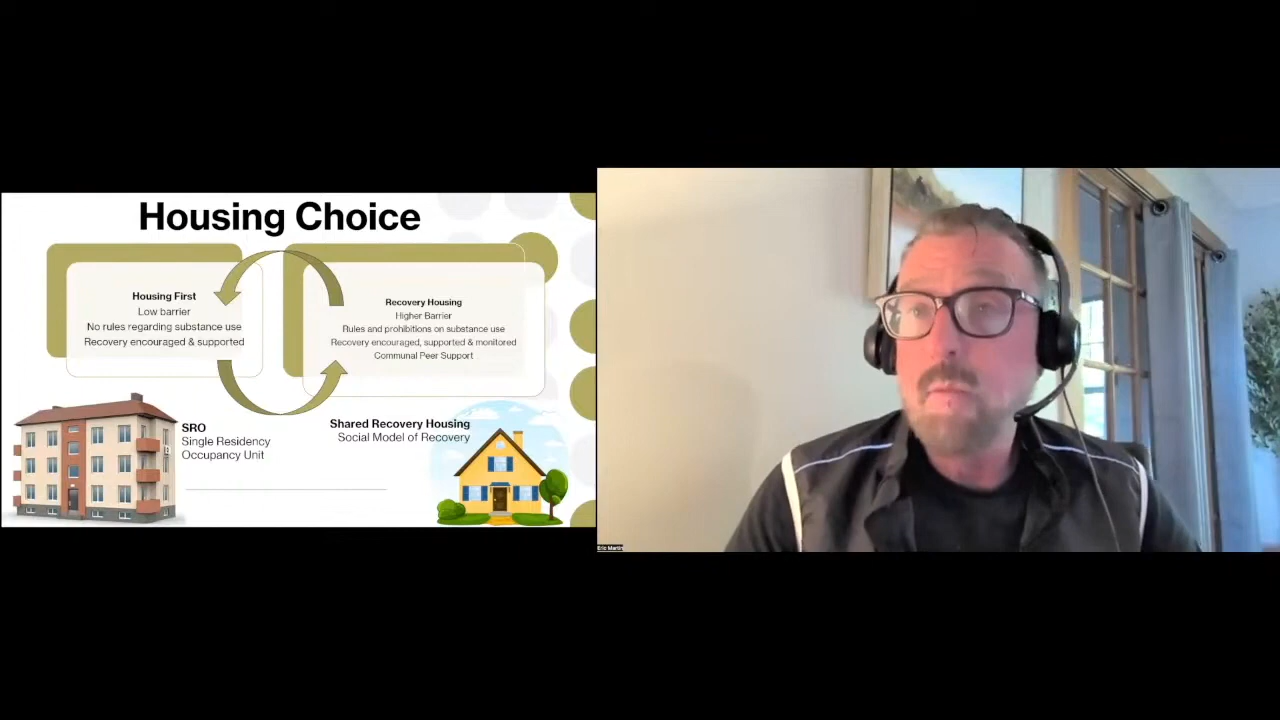 Housing Choice
Housing First
Low barrier
No rules regarding substance use
Recovery encouraged & supported
Recovery Housing
Higher Barrier
Rules and prohibitions on substance use
Recovery encouraged, supported & monitored
Communal Peer Support
SRO
Single Residency
Occupancy Unit
Shared Recovery Housing
Social Model of Recovery
Eric Martin